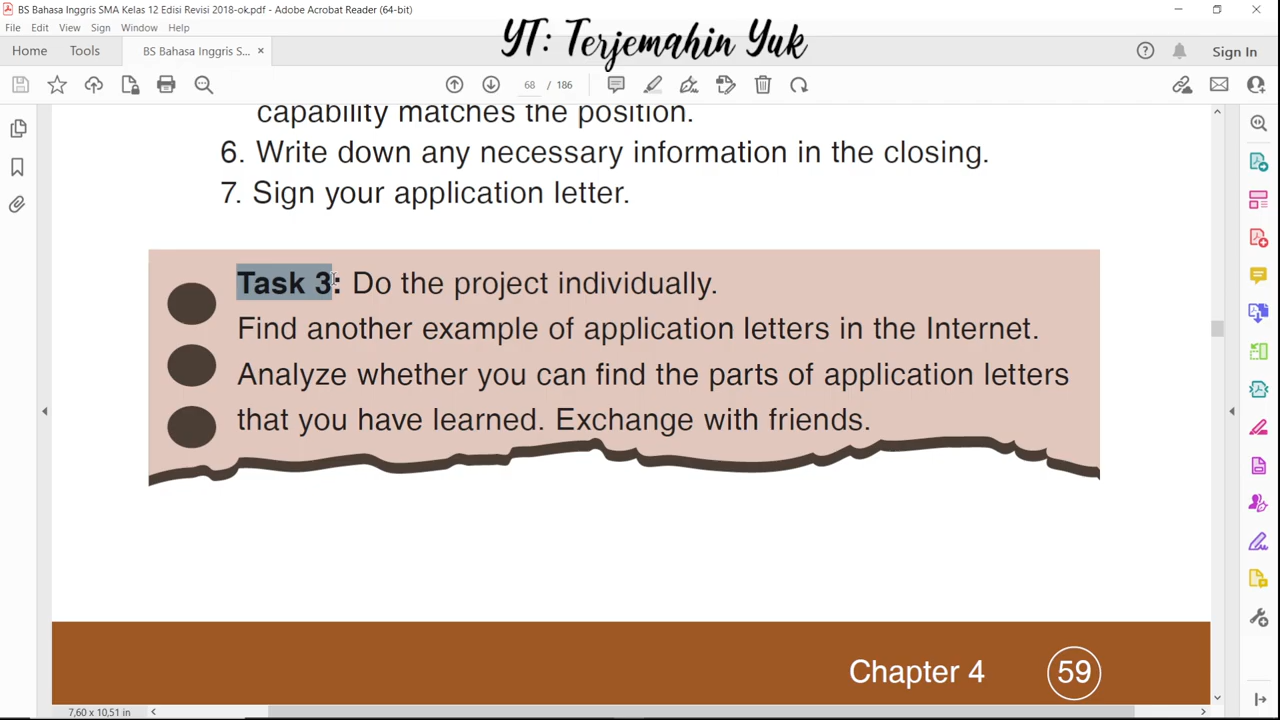 BS Bahasa Inggris SMA Kelas 12 Edisi Revisi 2018-ok.pdf - Adobe Acrobat Reader (64-bit)
File Edit View Sign Window Help
YT: Terjemahin Yuk
Home Tools BS Bahasa Inggris S... × Sign In
68 / 186
capability matches the position.
6. Write down any necessary information in the closing.
7. Sign your application letter.
Task 3: Do the project individually.
Find another example of application letters in the Internet.
Analyze whether you can find the parts of application letters
that you have learned. Exchange with friends.
Chapter 4 59
7,60 x 10,51 in